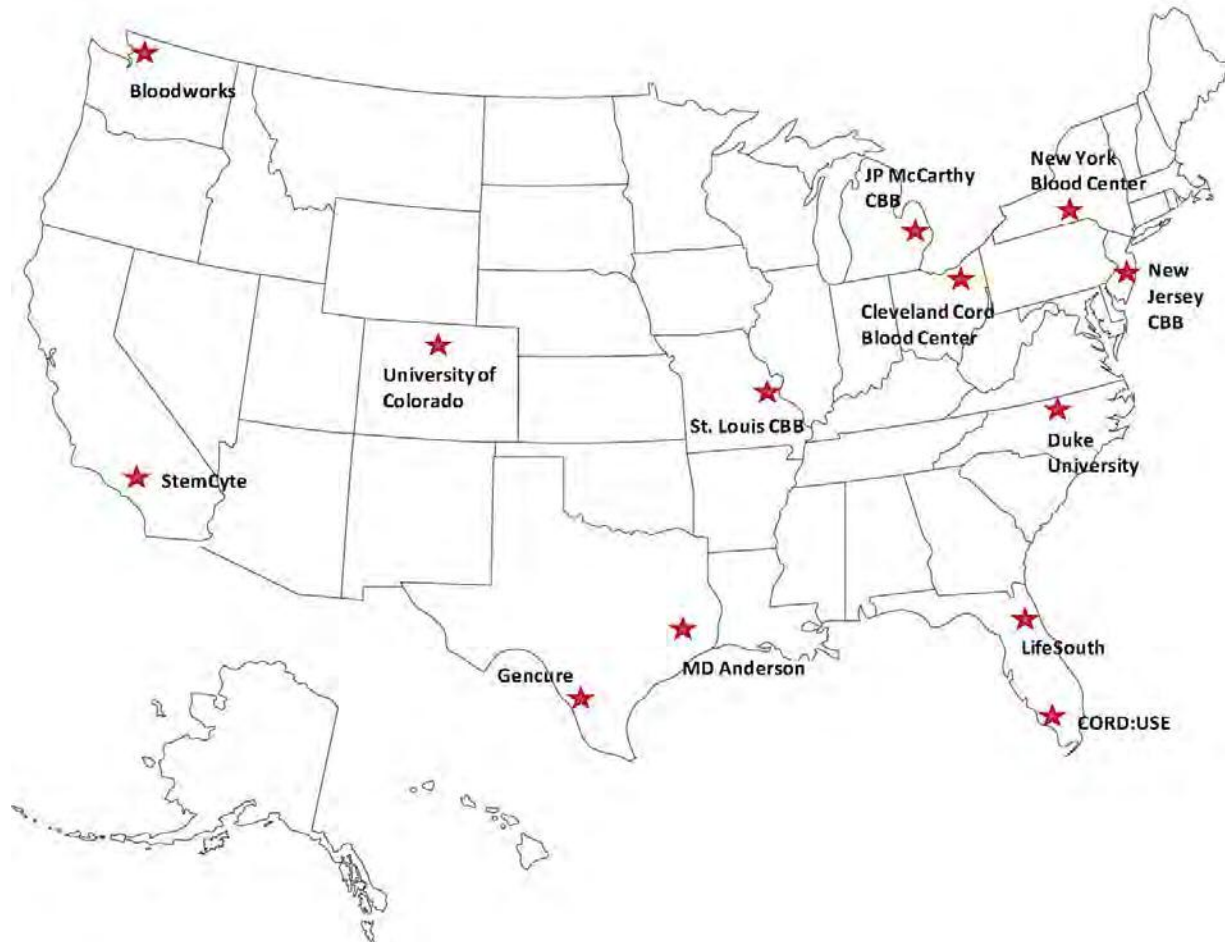 Bloodworks
New York
Blood Center
JP McCarthy
CBB
New
Jersey
CBB
Cleveland Cord
Blood Center
University of
Colorado
St. Louis CBB
Duke
University
StemCyte
LifeSouth
MD Anderson
Gencure
CORD:USE